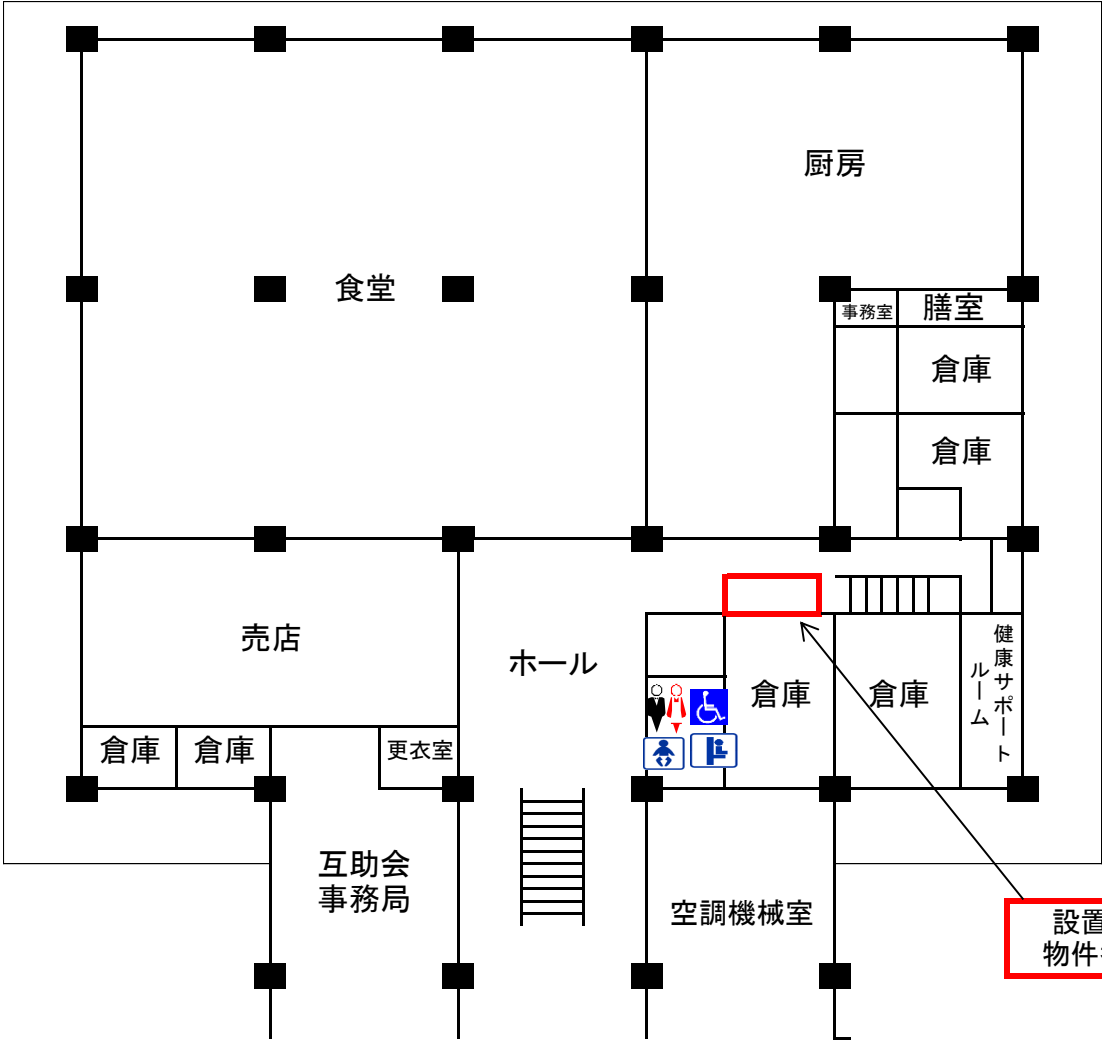 厨房
食堂
事務室
膳室
倉庫
倉庫
売店
ホール
倉庫
倉庫
健康サポート
ルーム
倉庫
倉庫
更衣室
互助会
事務局
空調機械室
設置
物件